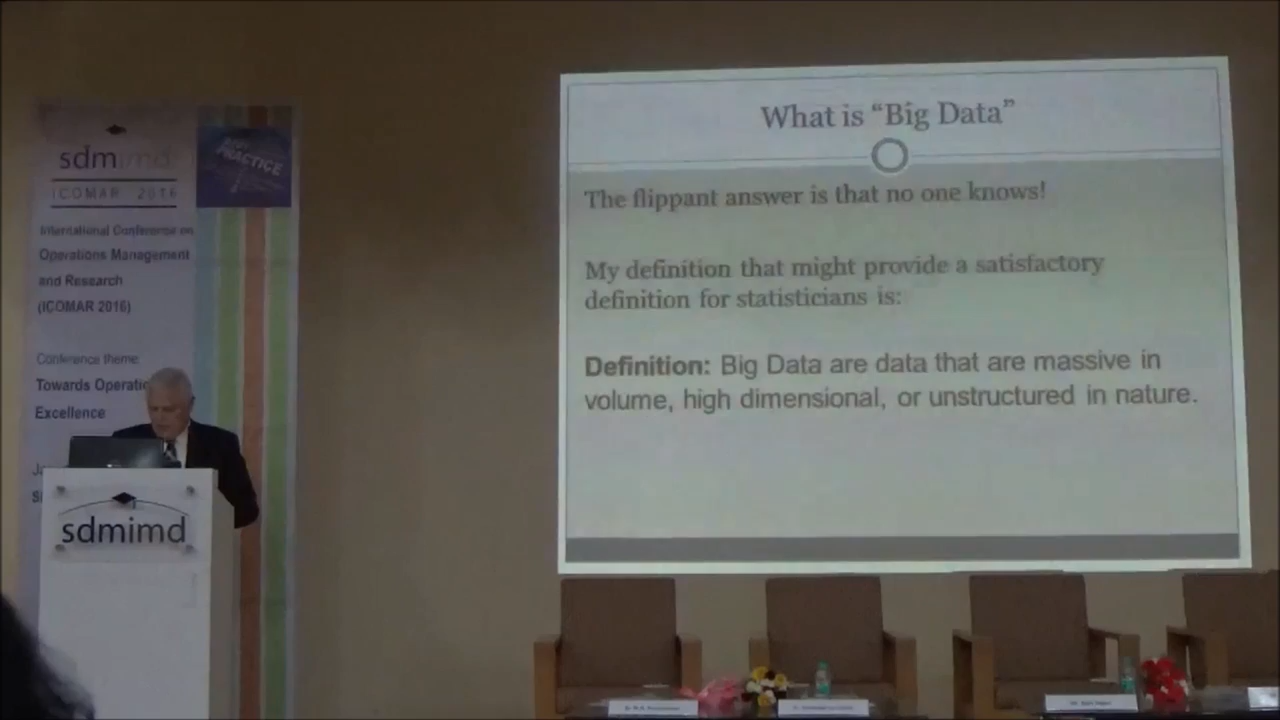 sdmimd
ICOMAR 2016
International Conference on
Operations Management
and Research
(ICOMAR 2016)
Conference theme
Towards
Excellence
PRACTICE
sdmimd
What is “Big Data”
The flippant answer is that no one knows!
My definition that might provide a satisfactory
definition for statisticians is:
Definition: Big Data are data that are massive in
volume, high dimensional, or unstructured in nature.